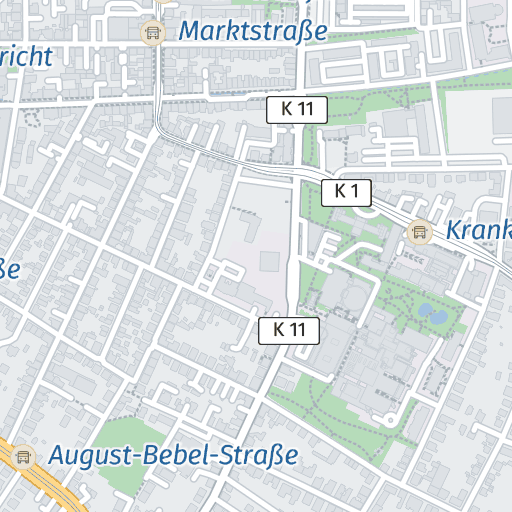 Marktstraße
richt
K 11
K 1
Krank
ße
K 11
August-Bebel-Straße